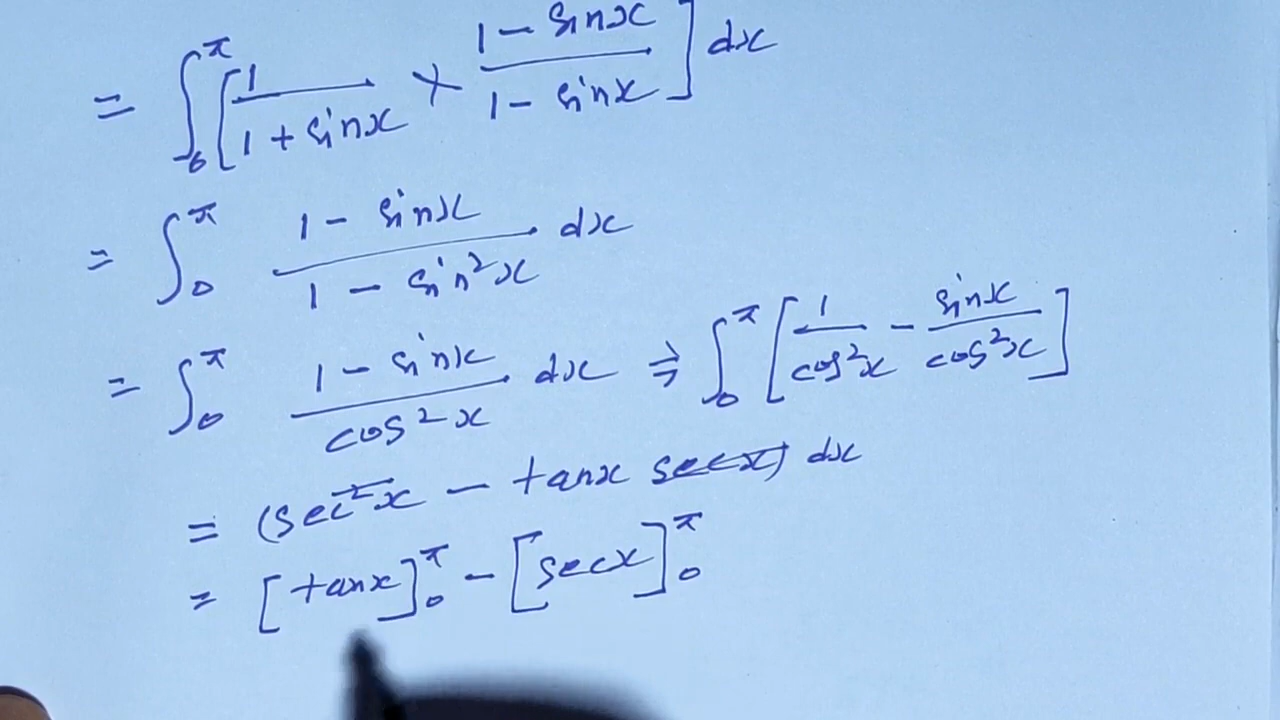 = ∫₀^π [1/(1 + sinx) × (1 - sinx)/(1 - sinx)] dx
= ∫₀^π (1 - sinx)/(1 - sin²x) dx
= ∫₀^π (1 - sinx)/(cos²x) dx ⇒ ∫₀^π [1/cos²x - sinx/cos²x]
= (sec²x - tanx secx) dx
= [tanx]₀^π - [secx]₀^π